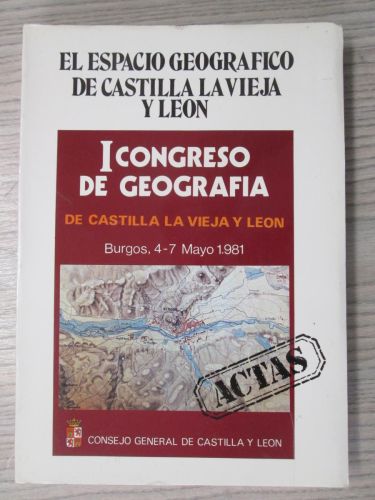 EL ESPACIO GEOGRAFICO
DE CASTILLA LA VIEJA
Y LEON
I CONGRESO
DE GEOGRAFIA
DE CASTILLA LA VIEJA Y LEON
Burgos, 4-7 Mayo 1.981
ACTAS
CONSEJO GENERAL DE CASTILLA Y LEON